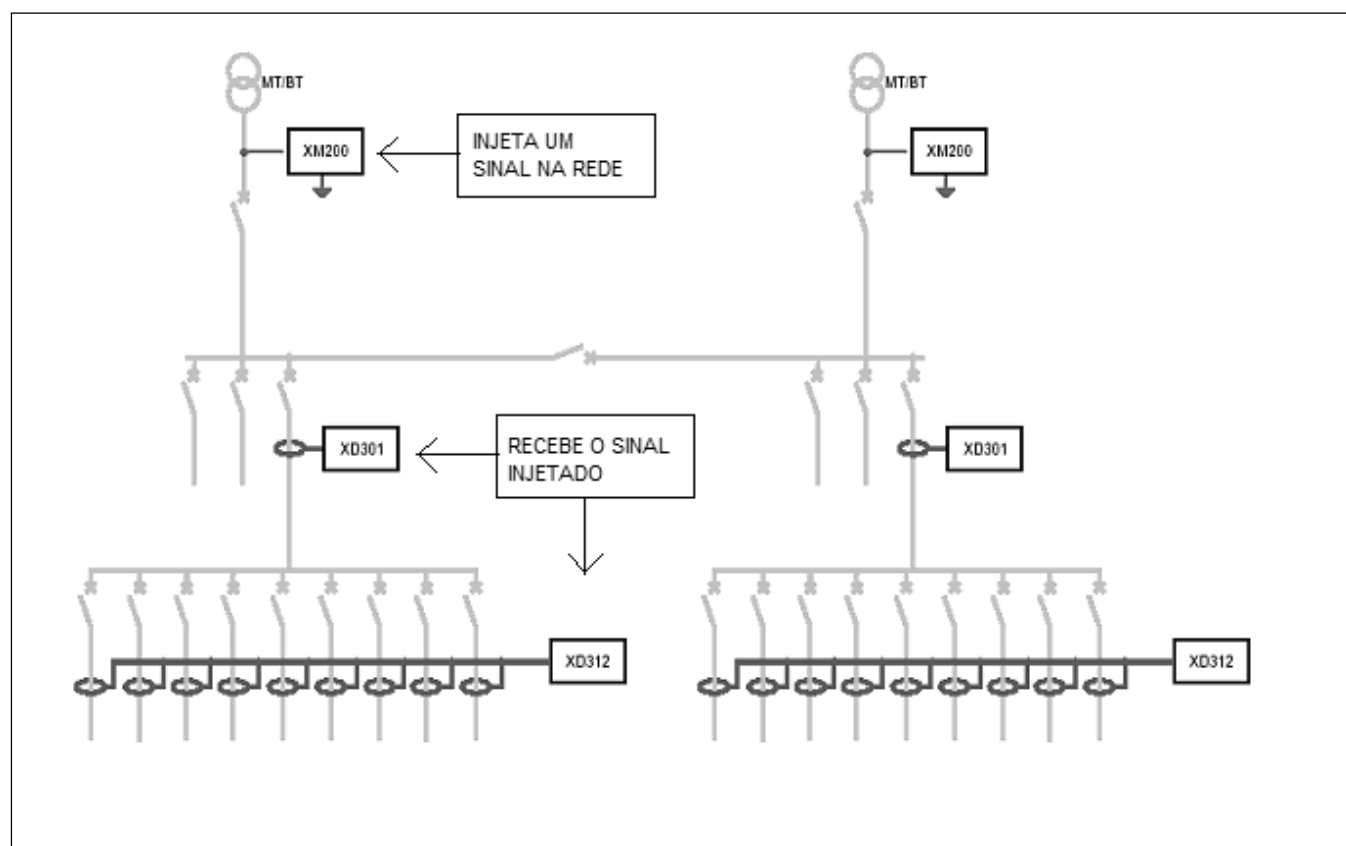 MT/BT
MT/BT
XM200
INJETA UM
SINAL NA REDE
XM200
XD301
RECEBE O SINAL
INJETADO
XD301
XD312
XD312